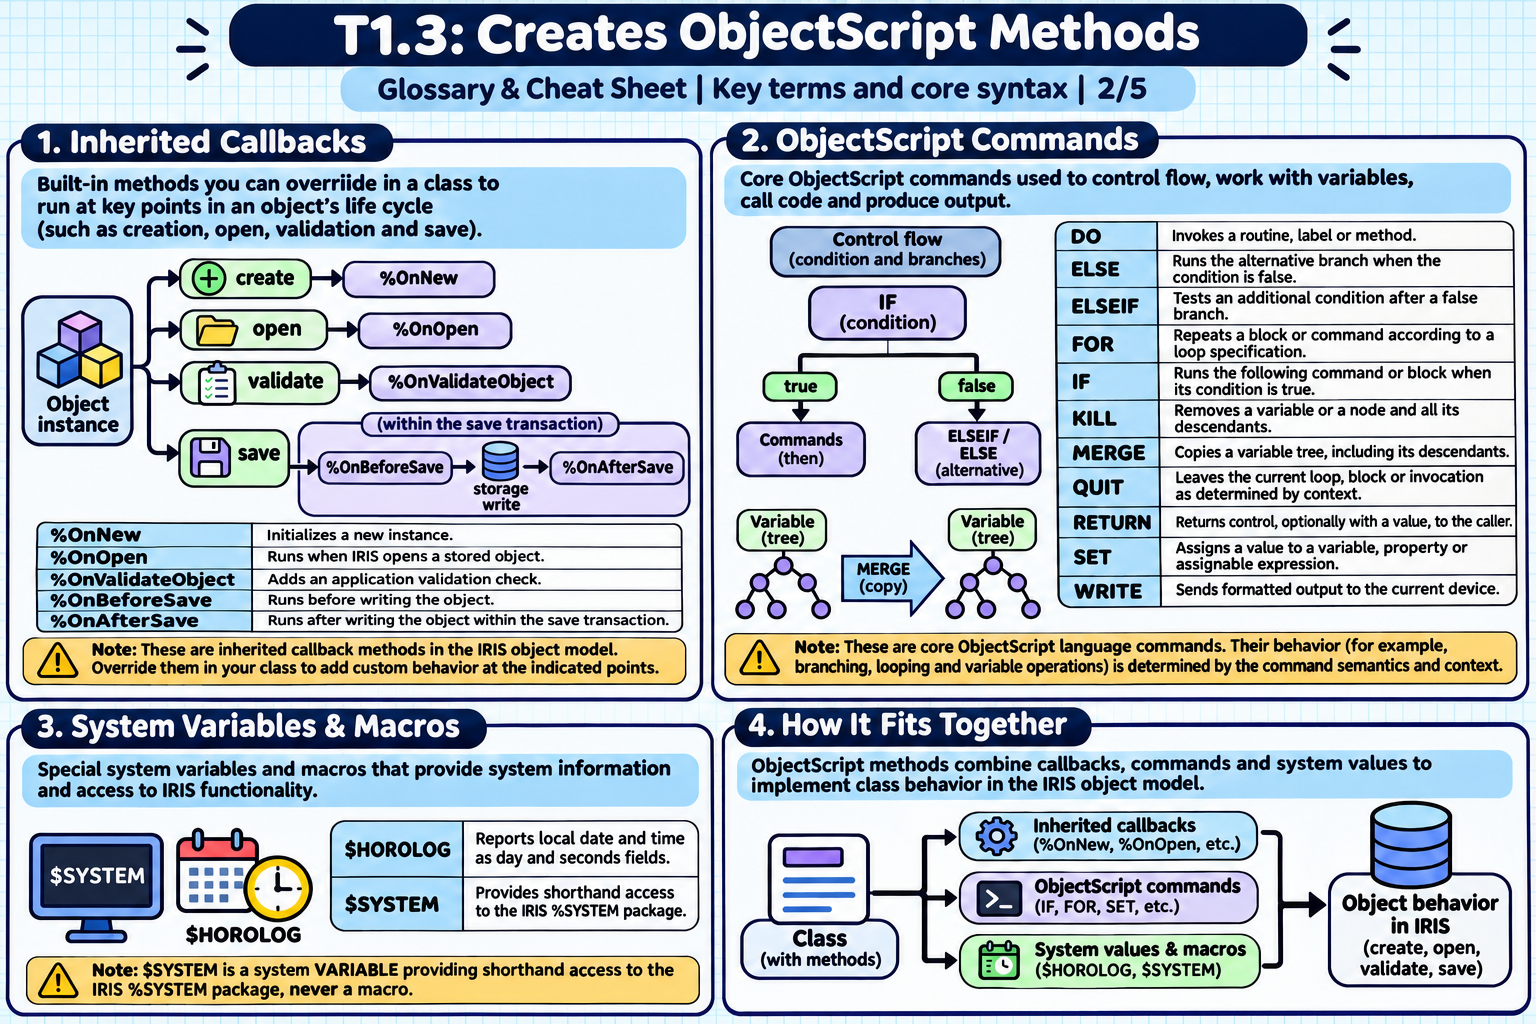 T1.3: Creates ObjectScript Methods
Glossary & Cheat Sheet | Key terms and core syntax | 2/5
1. Inherited Callbacks
Built-in methods you can overriide in a class to
run at key points in an object's life cycle
(such as creation, open, validation and save).
Object
instance
create
%OnNew
open
%OnOpen
validate
%OnValidateObject
save
(within the save transaction)
%OnBeforeSave
storage
write
%OnAfterSave
%OnNew
Initializes a new instance.
%OnOpen
Runs when IRIS opens a stored object.
%OnValidateObject
Adds an application validation check.
%OnBeforeSave
Runs before writing the object.
%OnAfterSave
Runs after writing the object within the save transaction.
Note: These are inherited callback methods in the IRIS object model.
Override them in your class to add custom behavior at the indicated points.
2. ObjectScript Commands
Core ObjectScript commands used to control flow, work with variables,
call code and produce output.
Control flow
(condition and branches)
IF
(condition)
true
false
Commands
(then)
ELSEIF /
ELSE
(alternative)
Variable
(tree)
MERGE
(copy)
Variable
(tree)
DO
Invokes a routine, label or method.
ELSE
Runs the alternative branch when the
condition is false.
ELSEIF
Tests an additional condition after a false
branch.
FOR
Repeats a block or command according to a
loop specification.
IF
Runs the following command or block when
its condition is true.
KILL
Removes a variable or a node and all its
descendants.
MERGE
Copies a variable tree, including its descendants.
QUIT
Leaves the current loop, block or invocation
as determined by context.
RETURN
Returns control, optionally with a value, to the caller.
SET
Assigns a value to a variable, property or
assignable expression.
WRITE
Sends formatted output to the current device.
Note: These are core ObjectScript language commands. Their behavior (for example,
branching, looping and variable operations) is determined by the command semantics and context.
3. System Variables & Macros
Special system variables and macros that provide system information
and access to IRIS functionality.
$SYSTEM
$HOROLOG
$HOROLOG
Reports local date and time
as day and seconds fields.
$SYSTEM
Provides shorthand access
to the IRIS %SYSTEM package.
Note: $SYSTEM is a system VARIABLE providing shorthand access to the
IRIS %SYSTEM package, never a macro.
4. How It Fits Together
ObjectScript methods combine callbacks, commands and system values to
implement class behavior in the IRIS object model.
Class
(with methods)
Inherited callbacks
(%OnNew, %OnOpen, etc.)
ObjectScript commands
(IF, FOR, SET, etc.)
System values & macros
($HOROLOG, $SYSTEM)
Object behavior
in IRIS
(create, open,
validate, save)